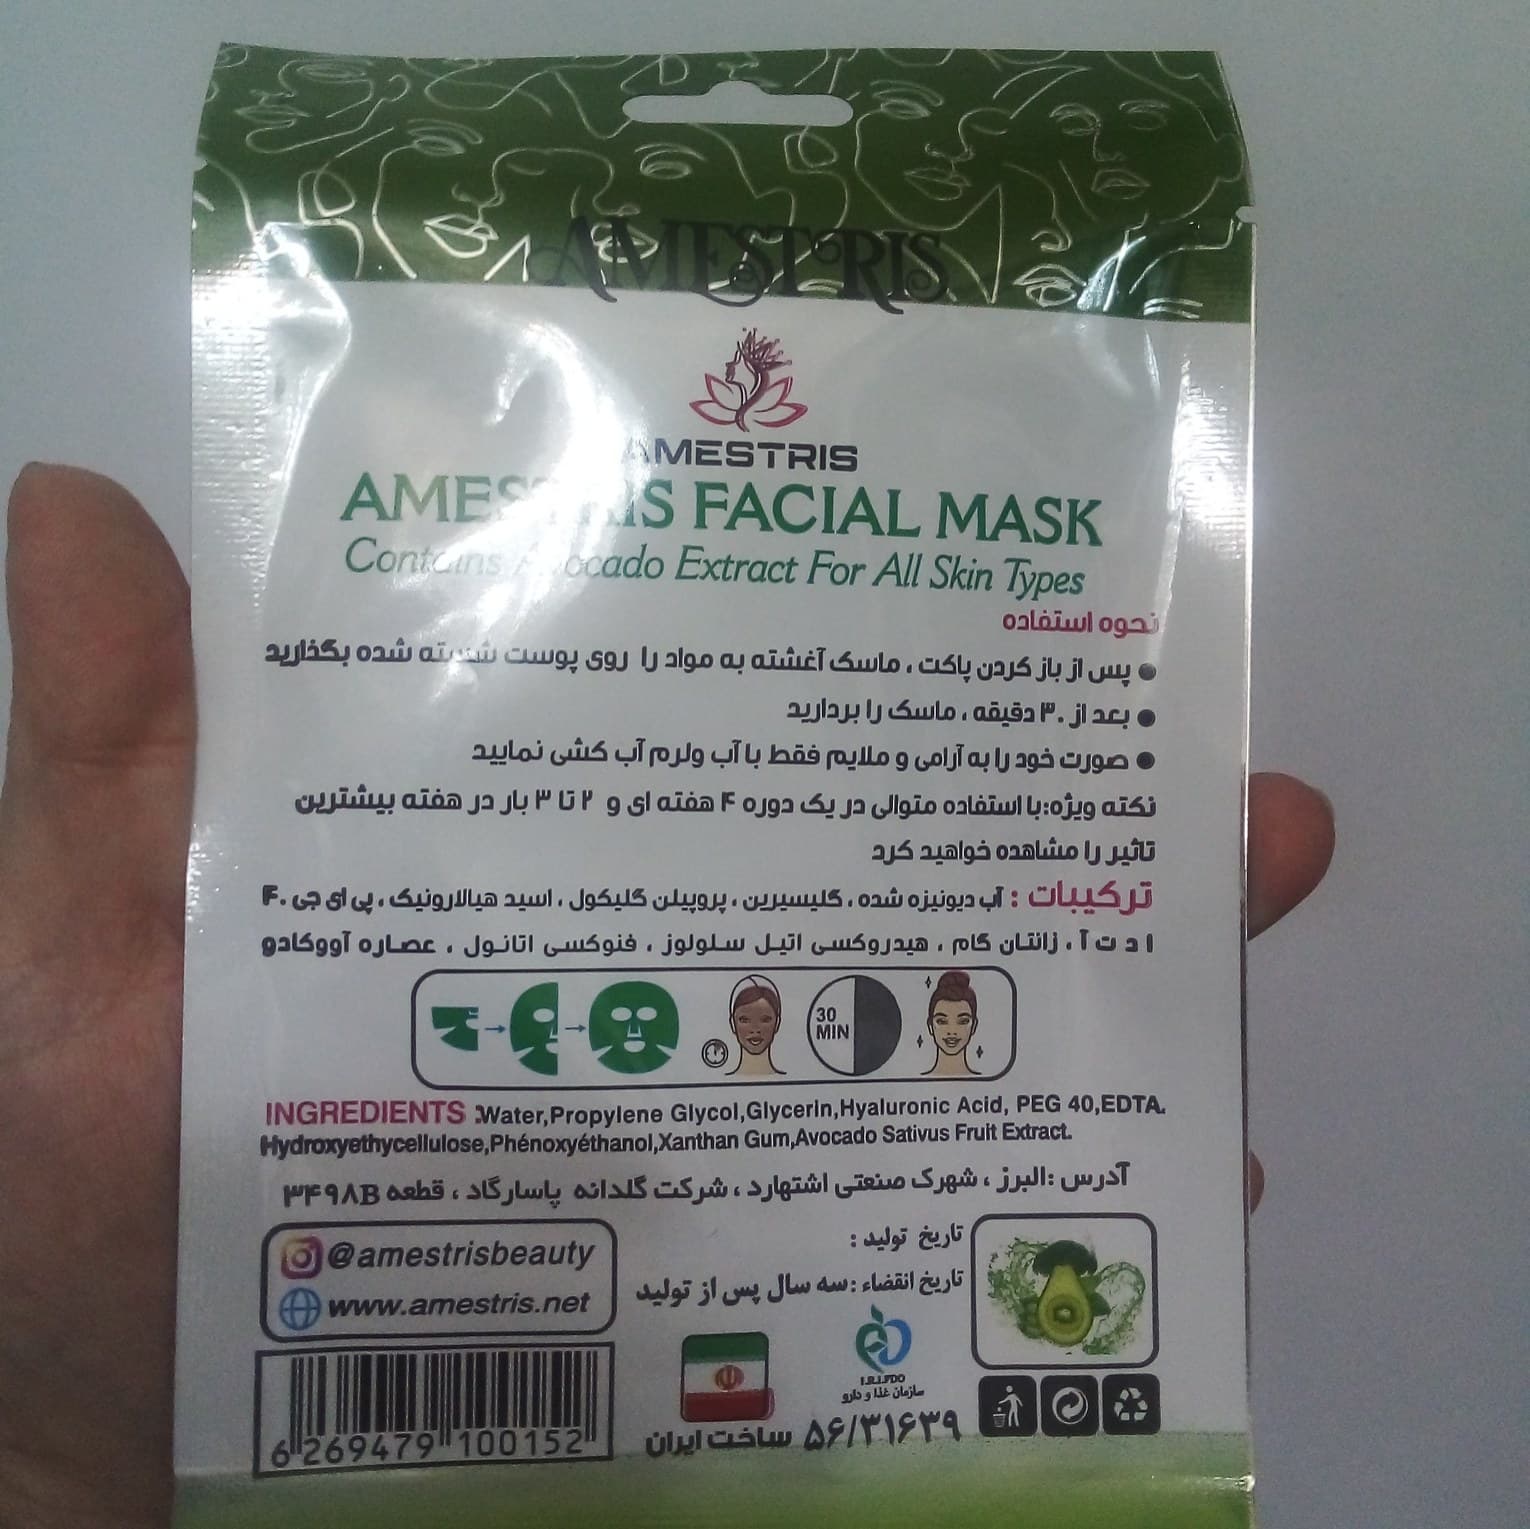 AMESTRIS
AMESTRIS
AMESTRIS FACIAL MASK
Contains Avocado Extract For All Skin Types
نحوه استفاده
● پس از باز کردن پاکت ، ماسک آغشته به مواد را روی پوست شسته شده بگذارید
● بعد از ۳۰ دقیقه ، ماسک را بردارید
● صورت خود را به آرامی و ملایم فقط با آب ولرم آب کشی نمایید
نکته ویژه:با استفاده متوالی در یک دوره ۴ هفته ای و ۲ تا ۳ بار در هفته بیشترین
تاثیر را مشاهده خواهید کرد
ترکیبات : آب دیونیزه شده ، گلیسیرین ، پروپیلن گلیکول ، اسید هیالارونیک ، پی ای جی ۴۰
ا د ت آ ، زانتان گام ، هیدروکسی اتیل سلولوز ، فنوکسی اتانول ، عصاره آووکادو
30
MIN
INGREDIENTS :Water,Propylene Glycol,Glycerin,Hyaluronic Acid, PEG 40,EDTA.
Hydroxyethycellulose,Phénoxyéthanol,Xanthan Gum,Avocado Sativus Fruit Extract.
آدرس :البرز ، شهرک صنعتی اشتهارد ، شرکت گلدانه پاسارگاد ، قطعه ۳۴۹۸B
@amestrisbeauty
www.amestris.net
تاریخ تولید :
تاریخ انقضاء :سه سال پس از تولید
I.R.I.FDO
سازمان غذا و دارو
۵۶/۳۱۶۳۹
ساخت ایران
6 269479 100152